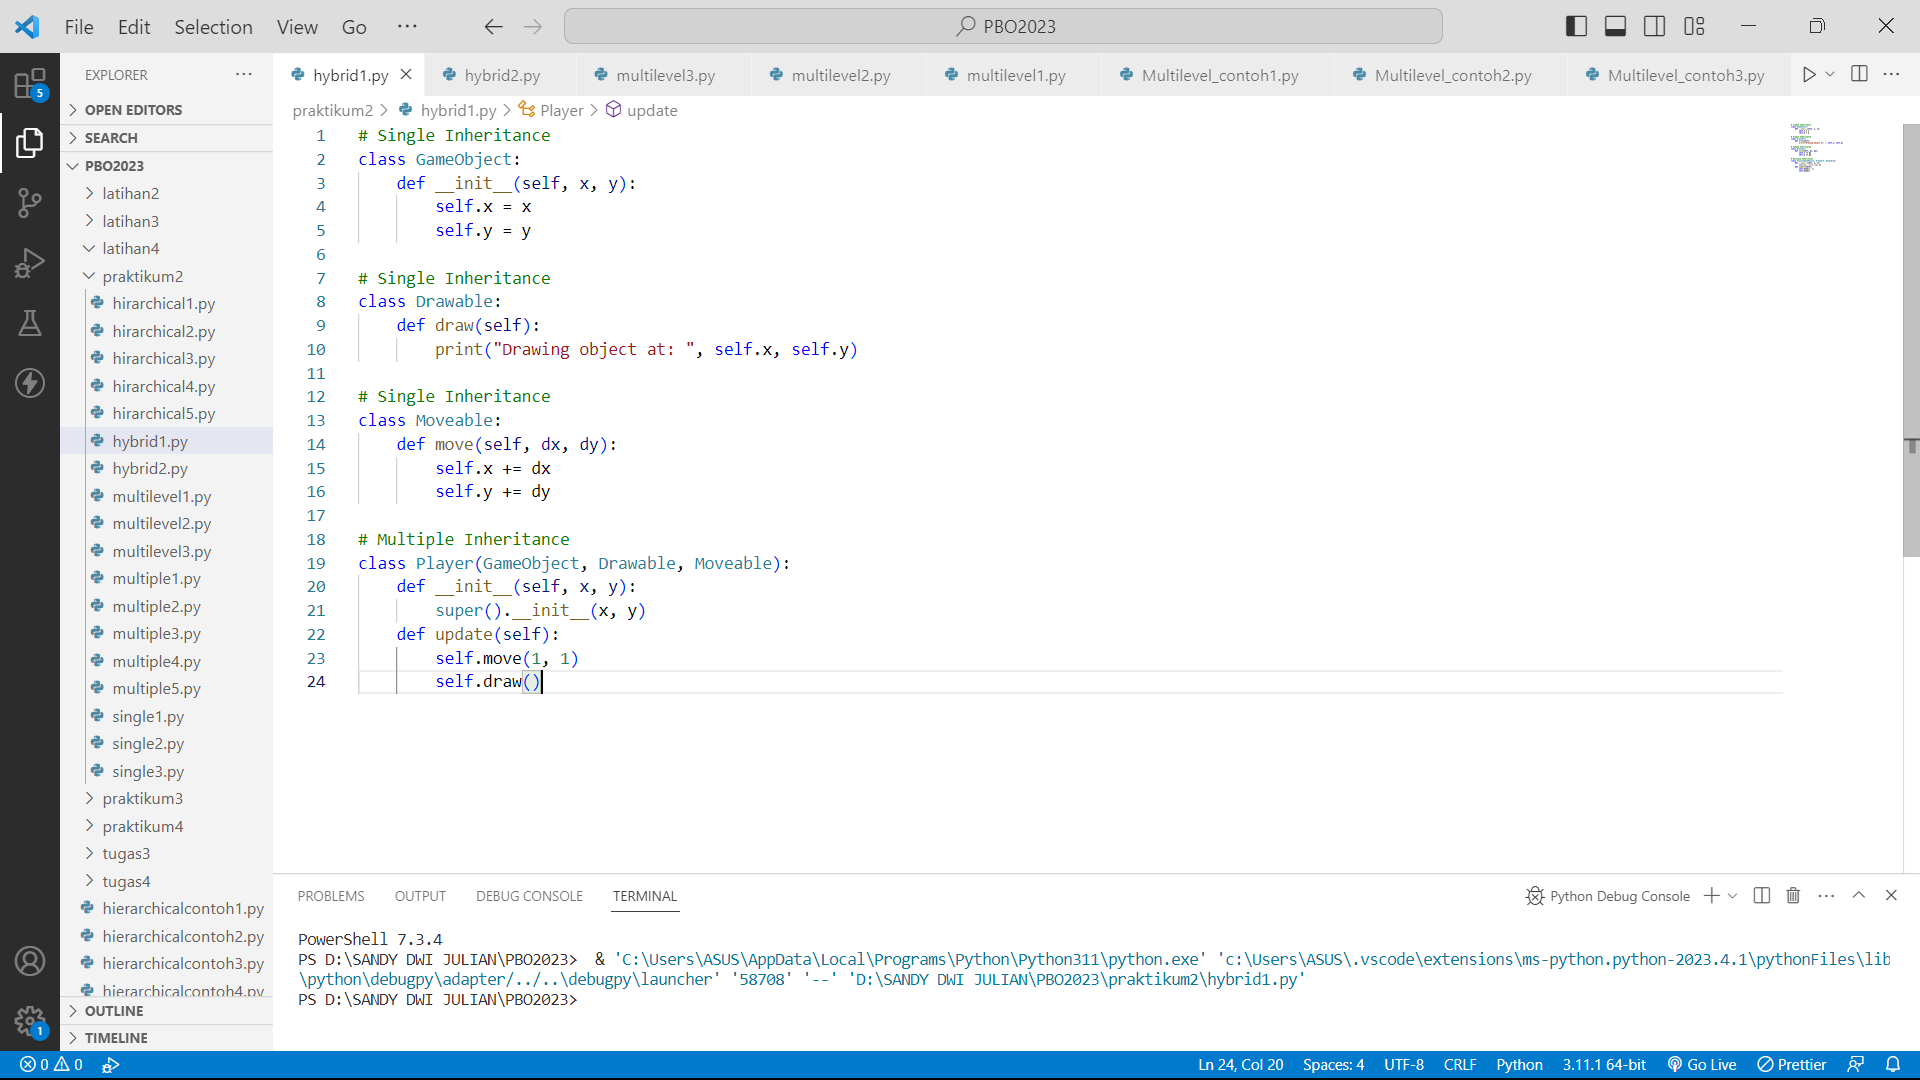 File Edit Selection View Go ··· PBO2023
EXPLORER ···
OPEN EDITORS
SEARCH
PBO2023
latihan2
latihan3
latihan4
praktikum2
hirarchical1.py
hirarchical2.py
hirarchical3.py
hirarchical4.py
hirarchical5.py
hybrid1.py
hybrid2.py
multilevel1.py
multilevel2.py
multilevel3.py
multiple1.py
multiple2.py
multiple3.py
multiple4.py
multiple5.py
single1.py
single2.py
single3.py
praktikum3
praktikum4
tugas3
tugas4
hierarchicalcontoh1.py
hierarchicalcontoh2.py
hierarchicalcontoh3.py
hierarchicalcontoh4.py
OUTLINE
TIMELINE
5
1
hybrid1.py hybrid2.py multilevel3.py multilevel2.py multilevel1.py Multilevel_contoh1.py Multilevel_contoh2.py Multilevel_contoh3.py
praktikum2 > hybrid1.py > Player > update
1 # Single Inheritance
2 class GameObject:
3     def __init__(self, x, y):
4         self.x = x
5         self.y = y
6
7 # Single Inheritance
8 class Drawable:
9     def draw(self):
10         print("Drawing object at: ", self.x, self.y)
11
12 # Single Inheritance
13 class Moveable:
14     def move(self, dx, dy):
15         self.x += dx
16         self.y += dy
17
18 # Multiple Inheritance
19 class Player(GameObject, Drawable, Moveable):
20     def __init__(self, x, y):
21         super().__init__(x, y)
22     def update(self):
23         self.move(1, 1)
24         self.draw()
PROBLEMS OUTPUT DEBUG CONSOLE TERMINAL Python Debug Console
PowerShell 7.3.4
PS D:\SANDY DWI JULIAN\PBO2023>  & 'C:\Users\ASUS\AppData\Local\Programs\Python\Python311\python.exe' 'c:\Users\ASUS\.vscode\extensions\ms-python.python-2023.4.1\pythonFiles\lib
\python\debugpy\adapter/../..\debugpy\launcher' '58708' '--' 'D:\SANDY DWI JULIAN\PBO2023\praktikum2\hybrid1.py'
PS D:\SANDY DWI JULIAN\PBO2023>
0 0 Ln 24, Col 20 Spaces: 4 UTF-8 CRLF Python 3.11.1 64-bit Go Live Prettier